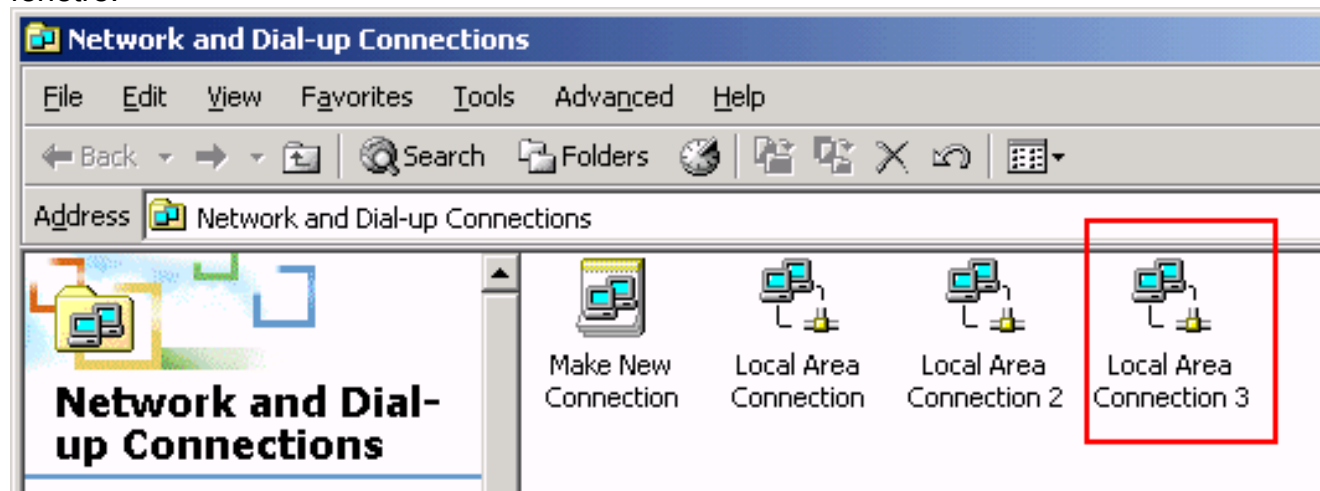 Network and Dial-up Connections
File Edit View Favorites Tools Advanced Help
Back Search Folders
Address Network and Dial-up Connections
Make New
Connection
Local Area
Connection
Local Area
Connection 2
Local Area
Connection 3
Network and Dial-
up Connections